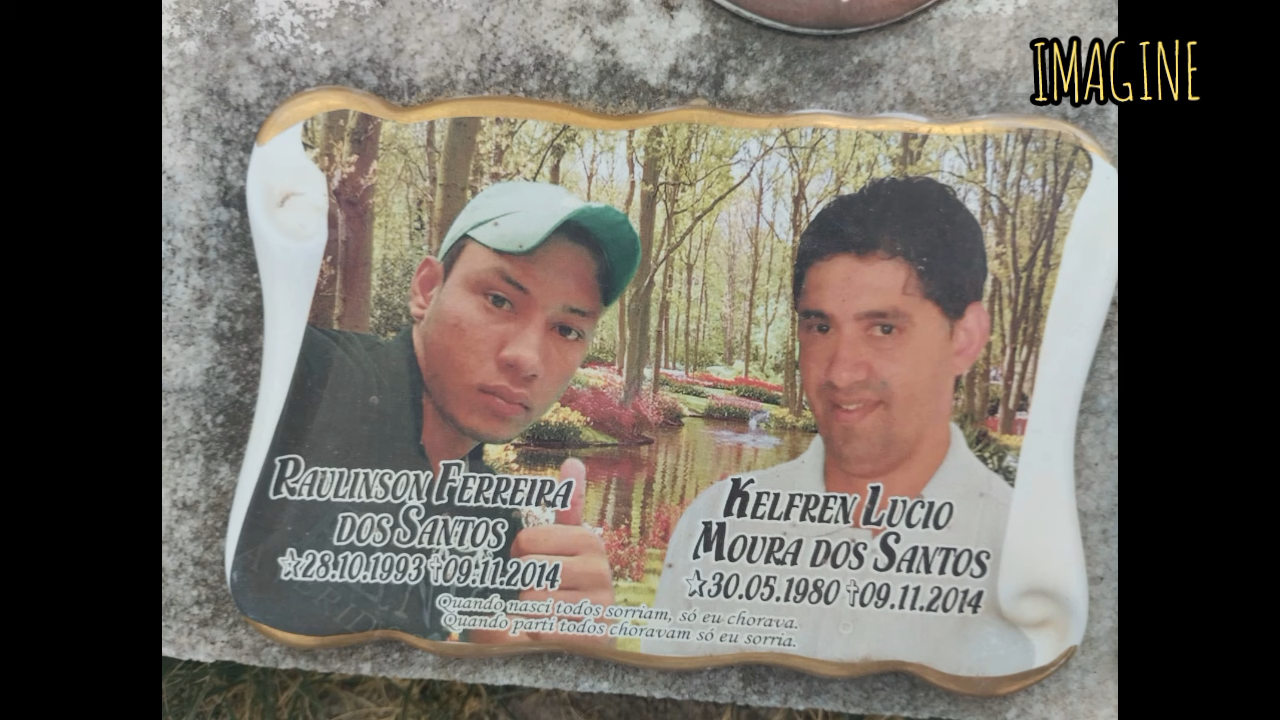 IMAGINE
Raulinson Ferreira
dos Santos
☆28.10.1993 ✝09.11.2014
Kelfren Lucio
Moura dos Santos
☆30.05.1980 ✝09.11.2014
Quando nasci todos sorriam, só eu chorava.
Quando parti todos choravam só eu sorria.